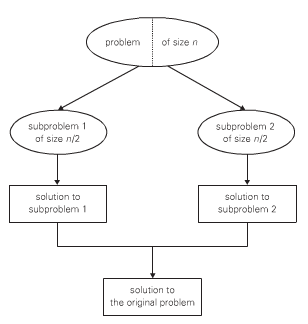 problem of size n
subproblem 1
of size n/2
subproblem 2
of size n/2
solution to
subproblem 1
solution to
subproblem 2
solution to
the original problem